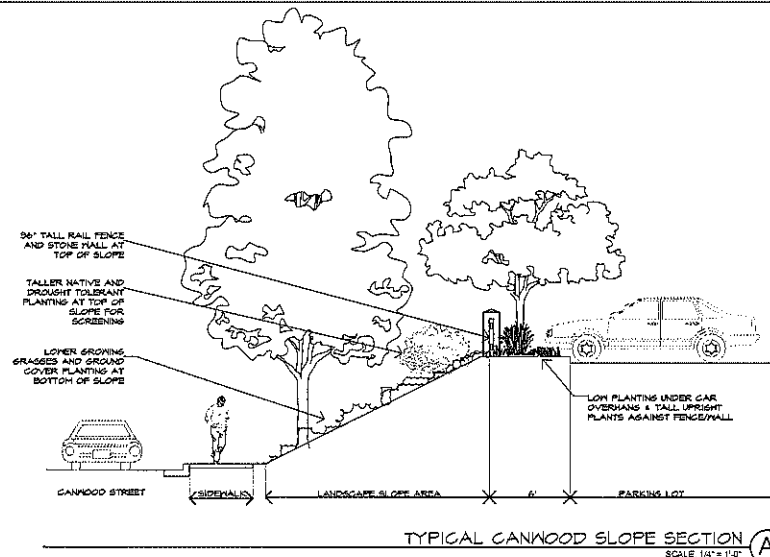 36" TALL RAIL FENCE
AND STONE WALL AT
TOP OF SLOPE
TALLER NATIVE AND
DROUGHT TOLERANT
PLANTING AT TOP OF
SLOPE FOR
SCREENING
LOWER GROWING
GRASSES AND GROUND
COVER PLANTING AT
BOTTOM OF SLOPE
LOW PLANTING UNDER CAR
OVERHANG & TALL UPRIGHT
PLANTS AGAINST FENCE/WALL
CANWOOD STREET
SIDEWALK
LANDSCAPE SLOPE AREA
6'
PARKING LOT
TYPICAL CANWOOD SLOPE SECTION A
SCALE 1/4" = 1'-0"